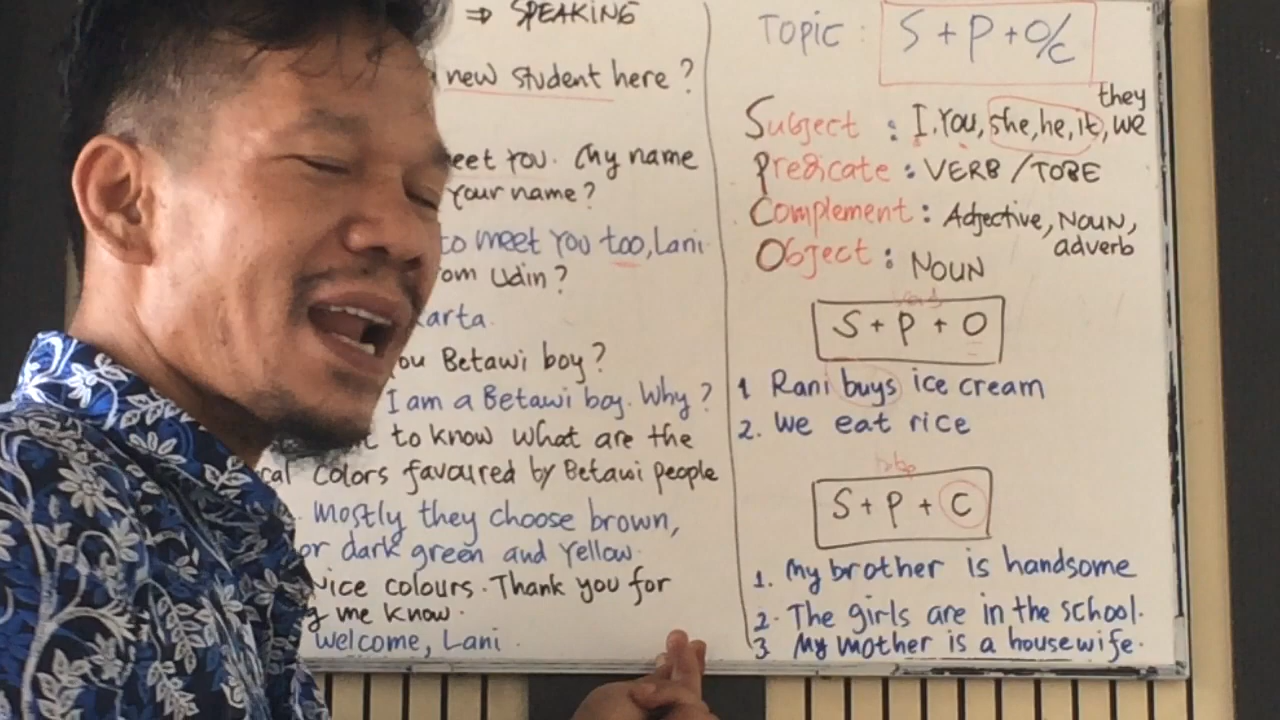 ⇒ SPEAKING
new student here ?
eet you. My name
Your name ?
to meet you too, Lani
om Udin ?
karta.
ou Betawi boy ?
I am a Betawi boy. Why ?
t to know what are the
cal colors favoured by Betawi people
. mostly they choose brown,
or dark green and yellow.
Nice colours. Thank you for
g me know.
welcome, Lani .
Topic : S + P + O/C
they
Subject : I, You, she, he, it, we
Predicate : VERB / TOBE
Complement : Adjective, Noun,
adverb
Object : NOUN
verb
S + P + O
1 Rani buys ice cream
2. We eat rice
tobe
S + P + C
1. My brother is handsome
2. The girls are in the school.
3 My mother is a housewife.